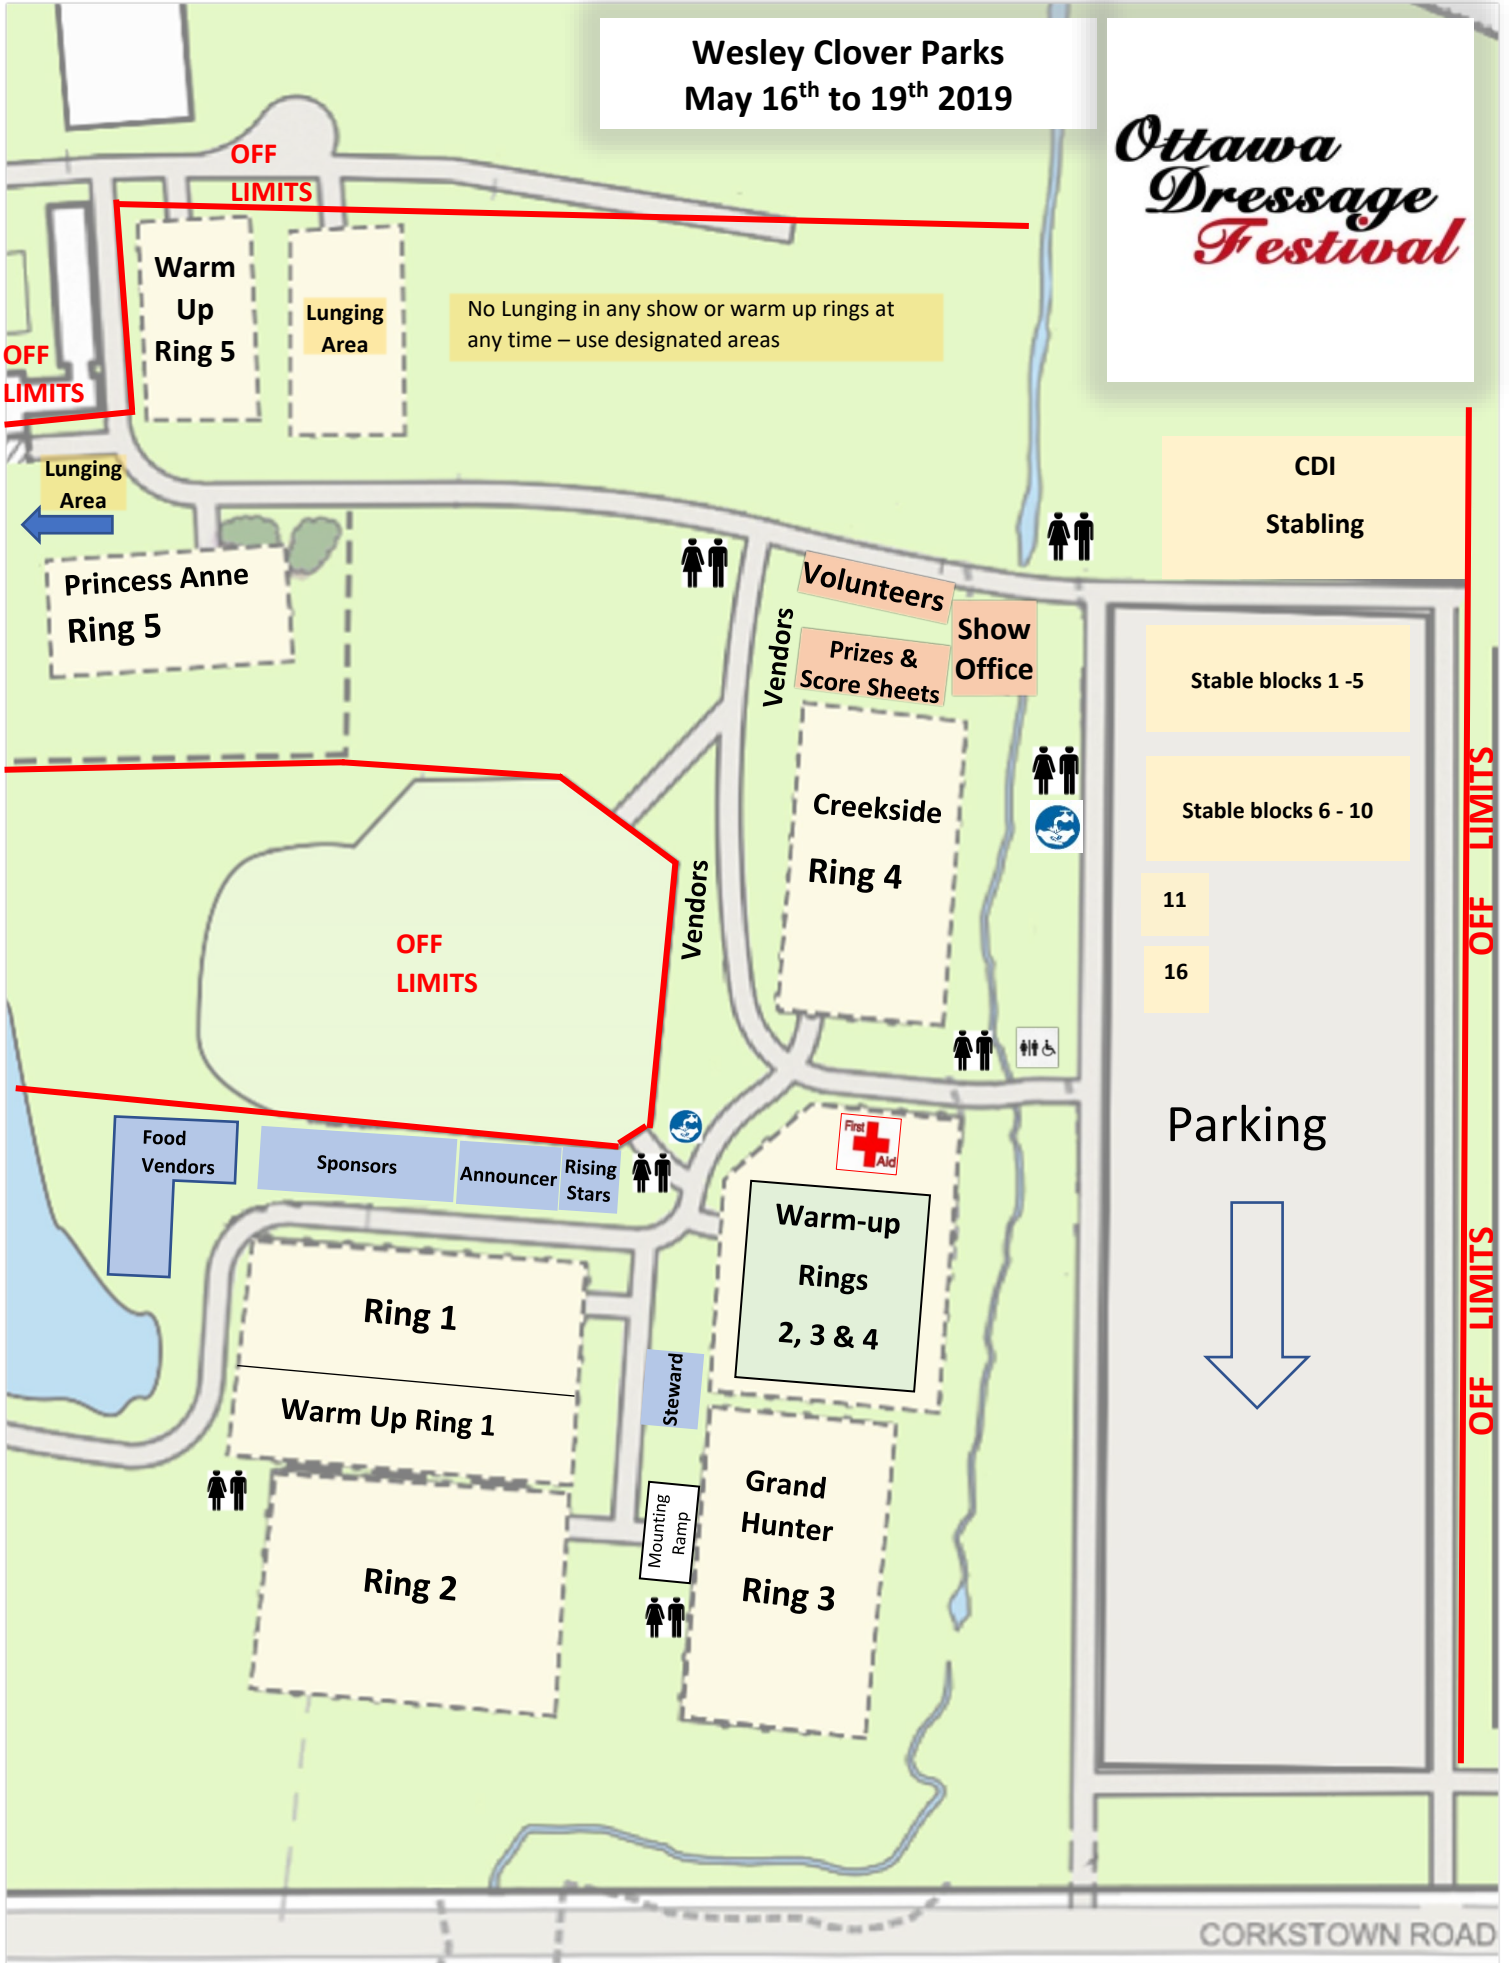 Wesley Clover Parks
May 16th to 19th 2019
Ottawa
Dressage
Festival
OFF
LIMITS
Warm
Up
Ring 5
Lunging
Area
No Lunging in any show or warm up rings at
any time – use designated areas
OFF
LIMITS
Lunging
Area
CDI
Stabling
Princess Anne
Ring 5
Volunteers
Show
Office
Vendors
Prizes &
Score Sheets
Stable blocks 1 -5
Stable blocks 6 - 10
OFF LIMITS
Creekside
Ring 4
Vendors
11
16
OFF
LIMITS
Parking
First
Aid
Food
Vendors
Sponsors
Announcer
Rising
Stars
Warm-up
Rings
2, 3 & 4
OFF LIMITS
Ring 1
Warm Up Ring 1
Steward
Grand
Hunter
Ring 3
Mounting
Ramp
Ring 2
CORKSTOWN ROAD